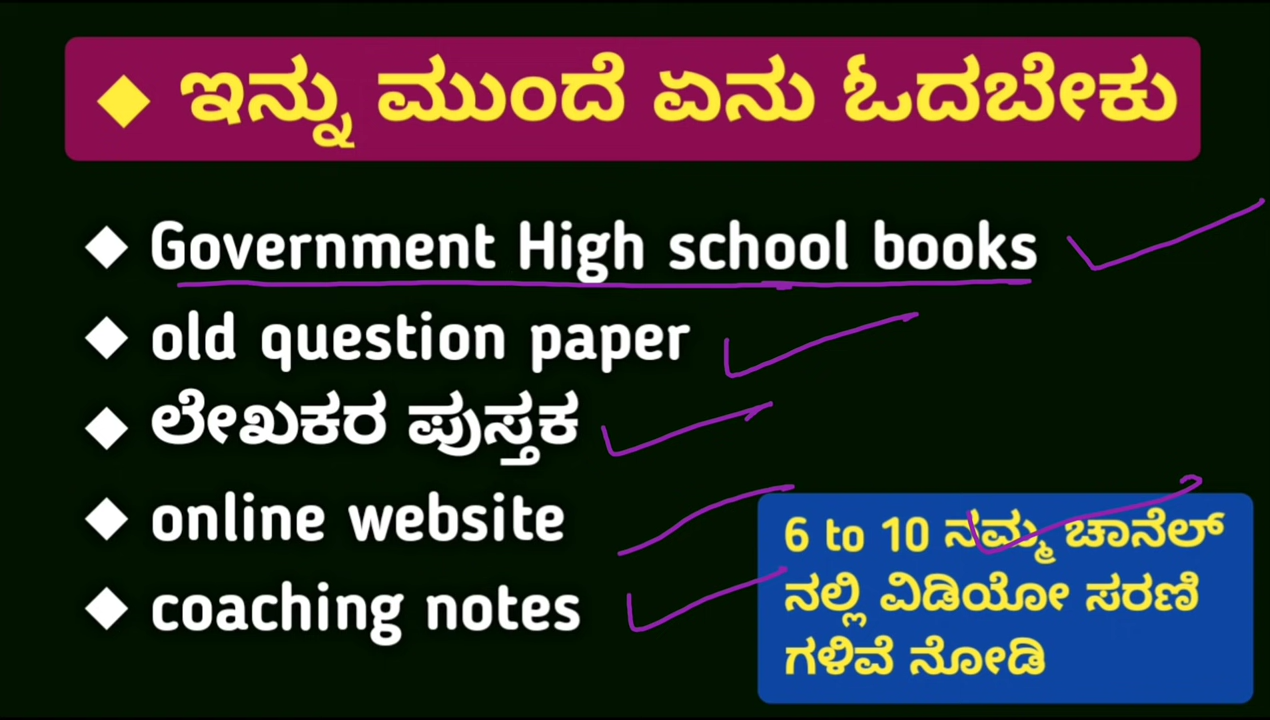 ಇನ್ನು ಮುಂದೆ ಏನು ಓದಬೇಕು
Government High school books
old question paper
ಲೇಖಕರ ಪುಸ್ತಕ
online website
coaching notes
6 to 10 ನಮ್ಮ ಚಾನೆಲ್
ನಲ್ಲಿ ವಿಡಿಯೋ ಸರಣಿ
ಗಳಿವೆ ನೋಡಿ